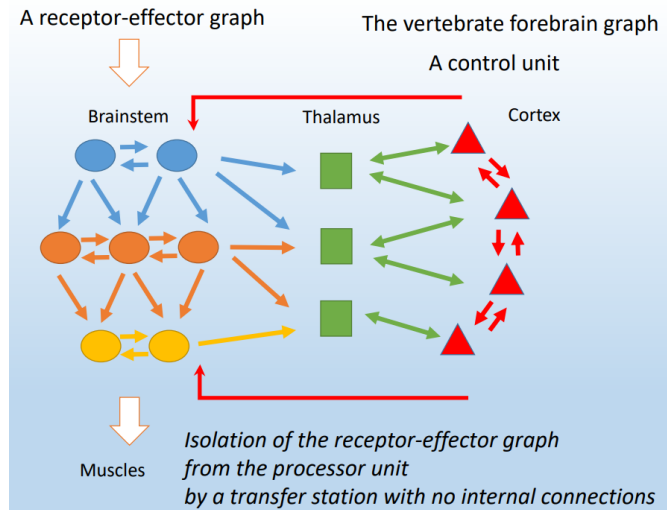 A receptor-effector graph
The vertebrate forebrain graph
A control unit
Brainstem
Thalamus
Cortex
Muscles
Isolation of the receptor-effector graph
from the processor unit
by a transfer station with no internal connections